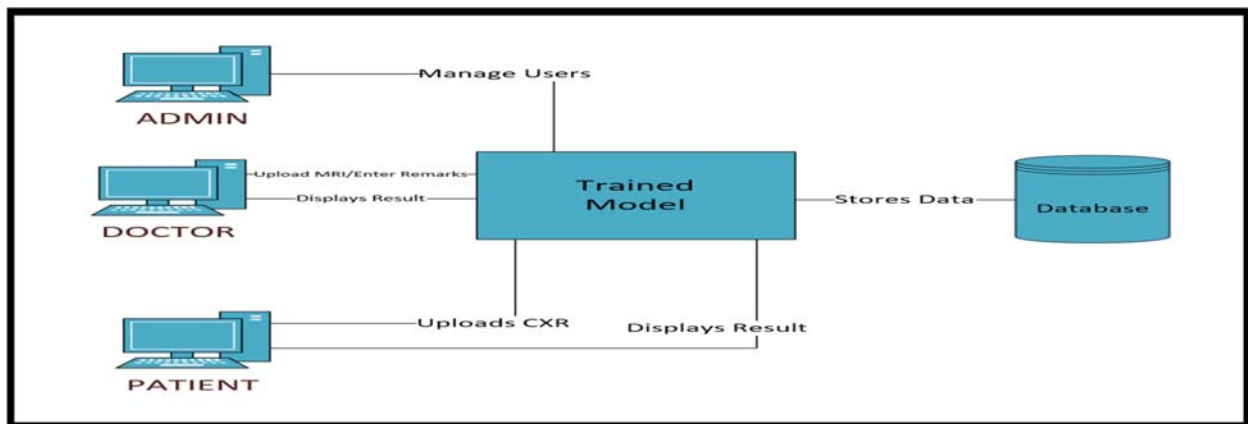 Manage Users
ADMIN
Upload MRI/Enter Remarks
Displays Result
DOCTOR
Trained
Model
Stores Data
Database
Uploads CXR
Displays Result
PATIENT